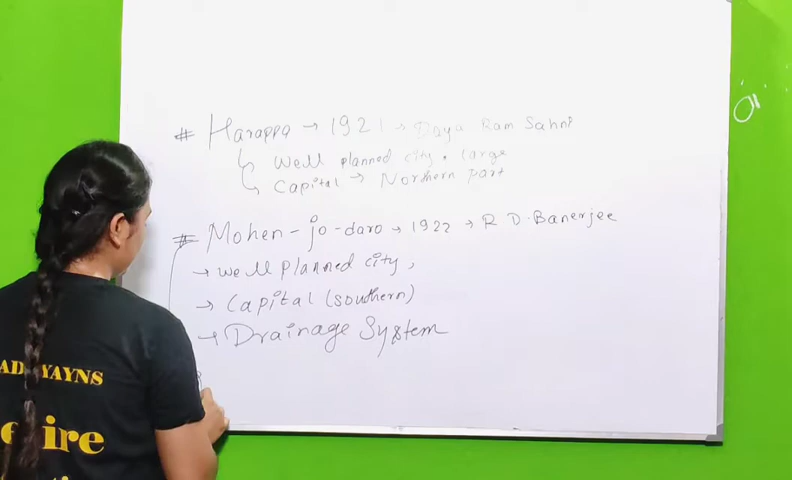 # Harappa → 1921 → Daya Ram Sahni
↳ Well planned city, large
↳ Capital → Northern part
# Mohen-jo-daro → 1922 → R D. Banerjee
→ Well planned city,
→ Capital (southern)
→ Drainage System
YAYNS